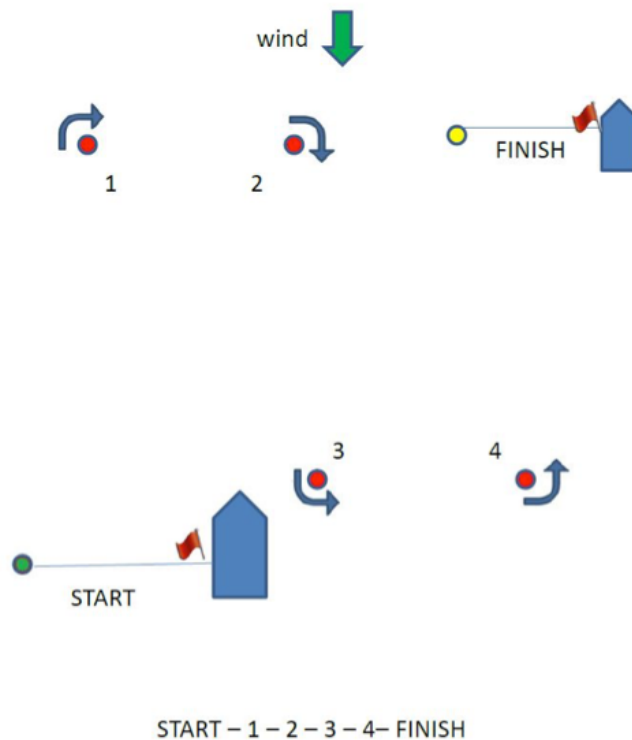 wind
FINISH
1
2
3
4
START
START – 1 – 2 – 3 – 4– FINISH